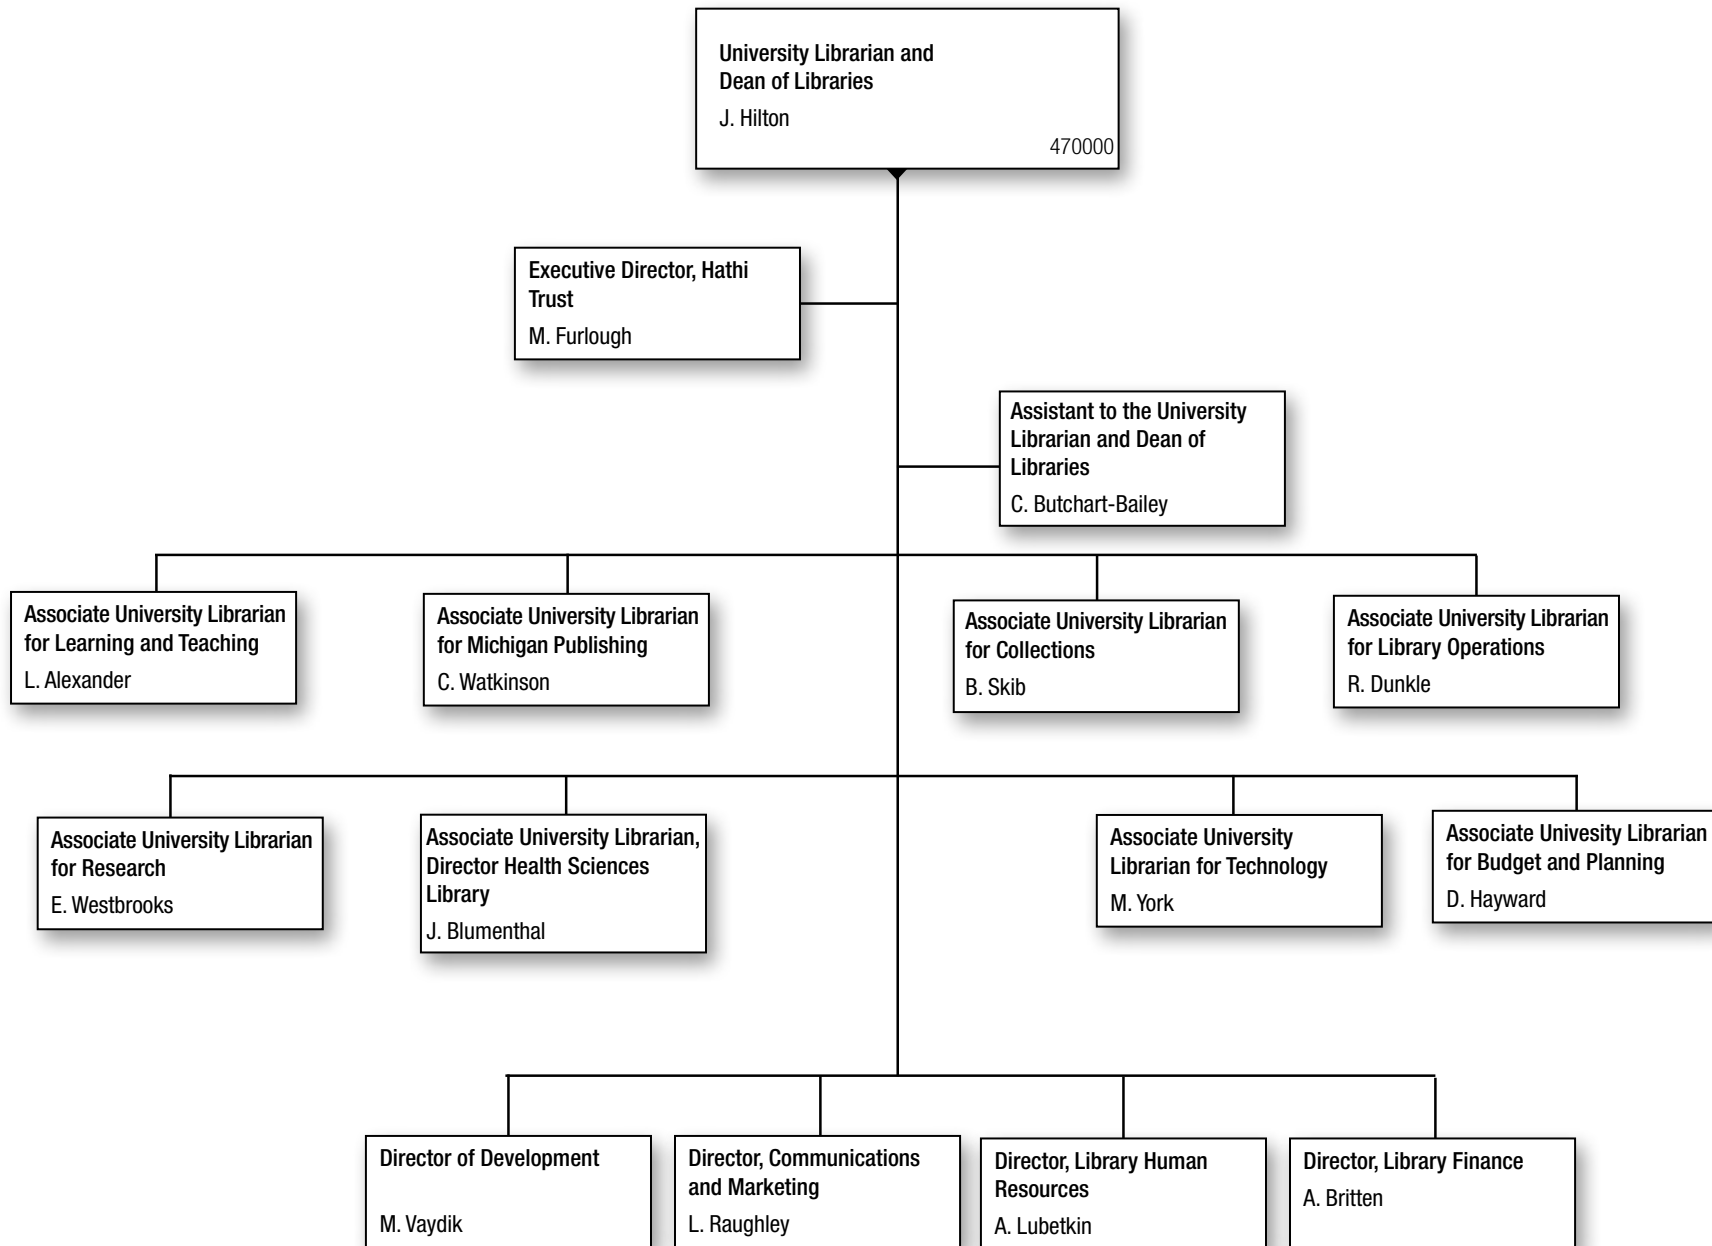 University Librarian and
Dean of Libraries
J. Hilton
470000
Executive Director, Hathi
Trust
M. Furlough
Assistant to the University
Librarian and Dean of
Libraries
C. Butchart-Bailey
Associate University Librarian
for Learning and Teaching
L. Alexander
Associate University Librarian
for Michigan Publishing
C. Watkinson
Associate University Librarian
for Collections
B. Skib
Associate University Librarian
for Library Operations
R. Dunkle
Associate University Librarian
for Research
E. Westbrooks
Associate University Librarian,
Director Health Sciences
Library
J. Blumenthal
Associate University
Librarian for Technology
M. York
Associate Univesity Librarian
for Budget and Planning
D. Hayward
Director of Development
M. Vaydik
Director, Communications
and Marketing
L. Raughley
Director, Library Human
Resources
A. Lubetkin
Director, Library Finance
A. Britten